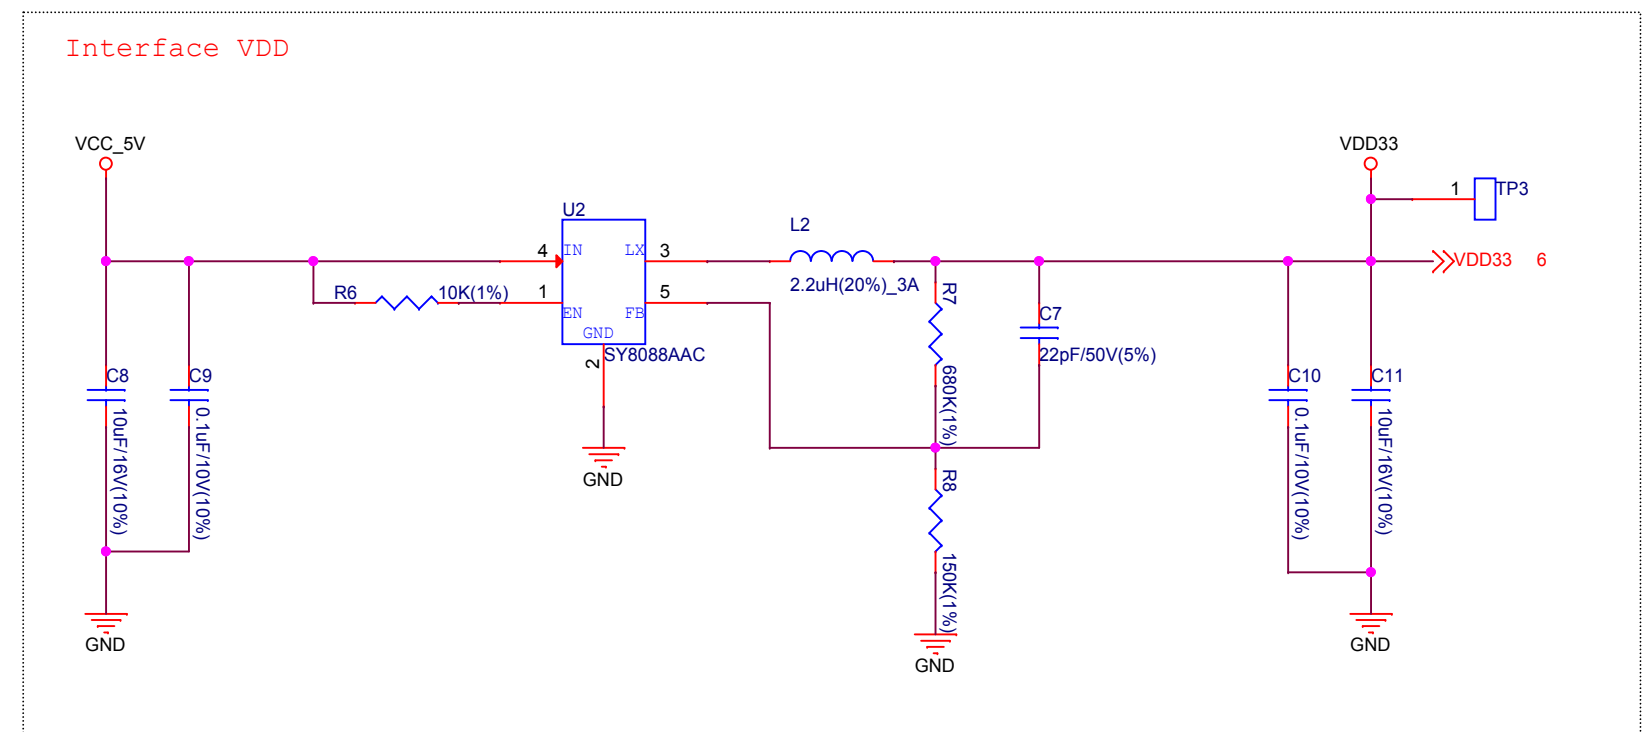 Interface VDD
VCC_5V
VDD33
1
TP3
U2
L2
4
IN
LX
3
VDD33 6
2.2uH(20%)_3A
R6
10K(1%)
1
EN
FB
5
GND
2
SY8088AAC
GND
R7
680K(1%)
C7
22pF/50V(5%)
C8
10uF/16V(10%)
C9
0.1uF/10V(10%)
C10
0.1uF/10V(10%)
C11
10uF/16V(10%)
R8
150K(1%)
GND
GND
GND